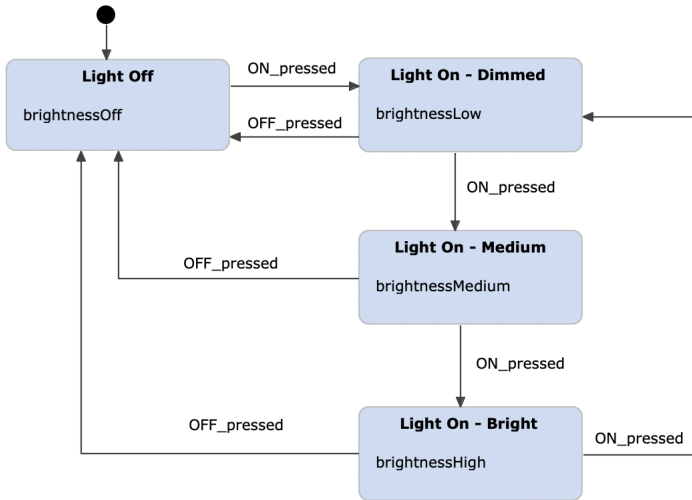 Light Off
brightnessOff
ON_pressed
OFF_pressed
Light On - Dimmed
brightnessLow
ON_pressed
Light On - Medium
brightnessMedium
OFF_pressed
ON_pressed
Light On - Bright
brightnessHigh
OFF_pressed
ON_pressed